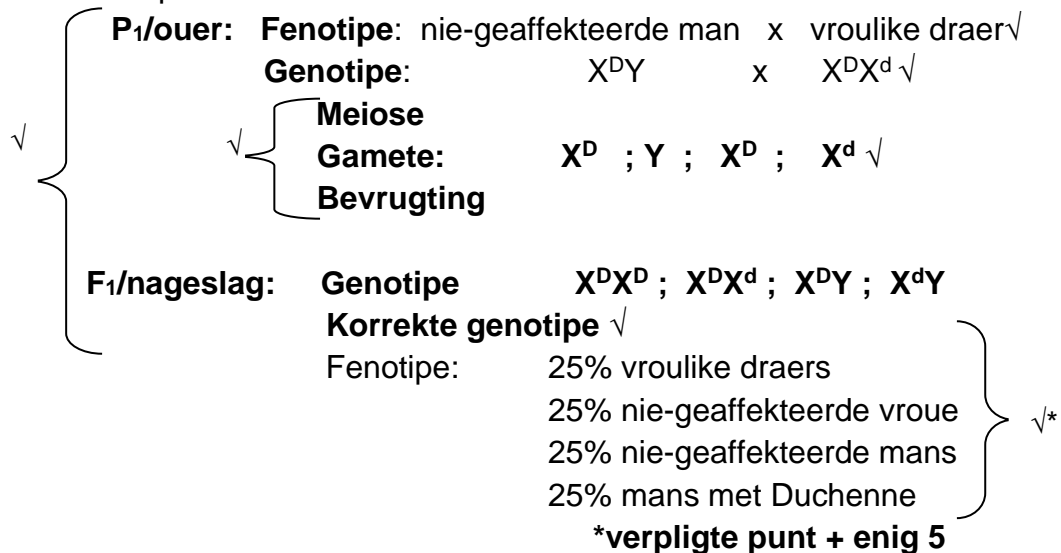 P₁/ouer: Fenotipe: nie-geaffekteerde man x vroulike draer√
Genotipe: XᴰY x XᴰXᵈ √
√ √ Meiose
Gamete: Xᴰ ; Y ; Xᴰ ; Xᵈ √
Bevrugting
F₁/nageslag: Genotipe XᴰXᴰ ; XᴰXᵈ ; XᴰY ; XᵈY
Korrekte genotipe √
Fenotipe: 25% vroulike draers
25% nie-geaffekteerde vroue
√*
25% nie-geaffekteerde mans
25% mans met Duchenne
*verpligte punt + enig 5